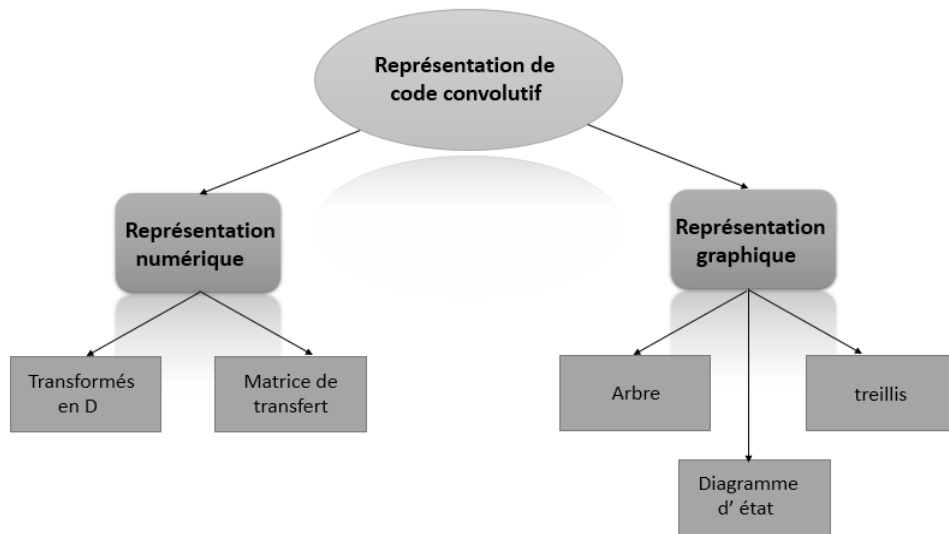 Représentation de
code convolutif
Représentation
numérique
Représentation
graphique
Transformés
en D
Matrice de
transfert
Arbre
treillis
Diagramme
d’ état